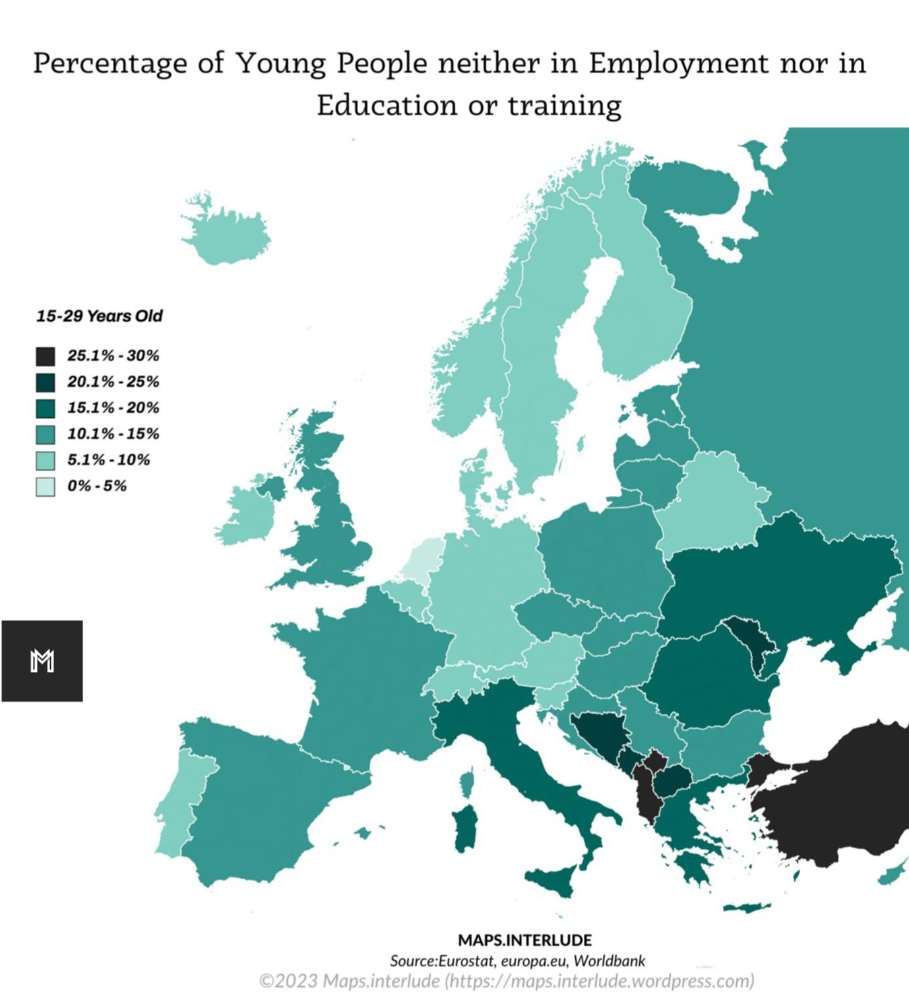 Percentage of Young People neither in Employment nor in
Education or training
15-29 Years Old
25.1% - 30%
20.1% - 25%
15.1% - 20%
10.1% - 15%
5.1% - 10%
0% - 5%
M
MAPS.INTERLUDE
Source:Eurostat, europa.eu, Worldbank
©2023 Maps.interlude (https://maps.interlude.wordpress.com)